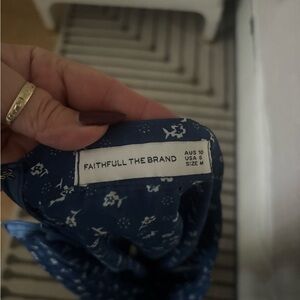 FAITHFULL THE BRAND
AUS 10
USA 6
SIZE M